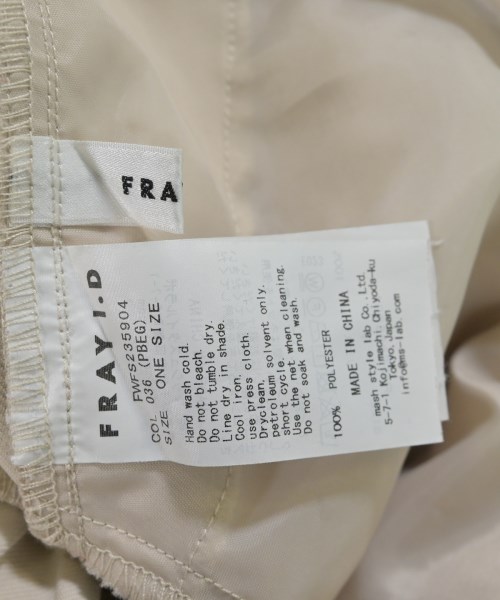 FRA
FRAY I.D
FWFS235904
COL 036 (PBEG)
SIZE ONE SIZE
Hand wash cold.
Do not bleach.
Do not tumble dry.
Line dry in shade.
Cool iron.
use press cloth.
Dryclean.
petroleum solvent only.
short cycle.
Use the net when cleaning.
Do not soak and wash.
100% POLYESTER
MADE IN CHINA
mash style lab Co., Ltd.
5-7-1 Kojimachi, Chiyoda-ku
Tokyo, Japan
info@ms-lab.com